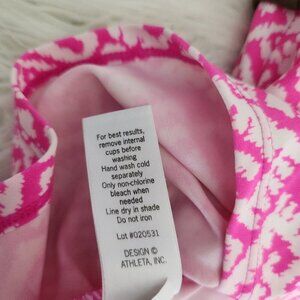 For best results,
remove internal
cups before
washing
Hand wash cold
separately
Only non-chlorine
bleach when
needed
Line dry in shade
Do not iron
Lot #020531
DESIGN ©
ATHLETA, INC.